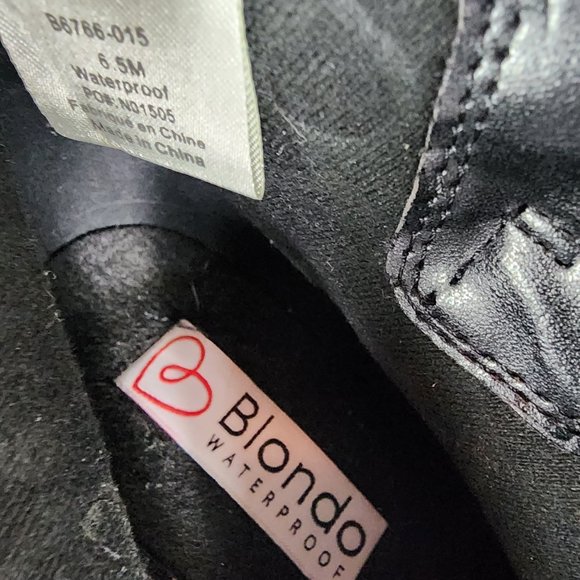 B6766-015
6.5M
Waterproof
PO#: N01505
Fabriqué en Chine
Made in China
Blondo
WATERPROOF